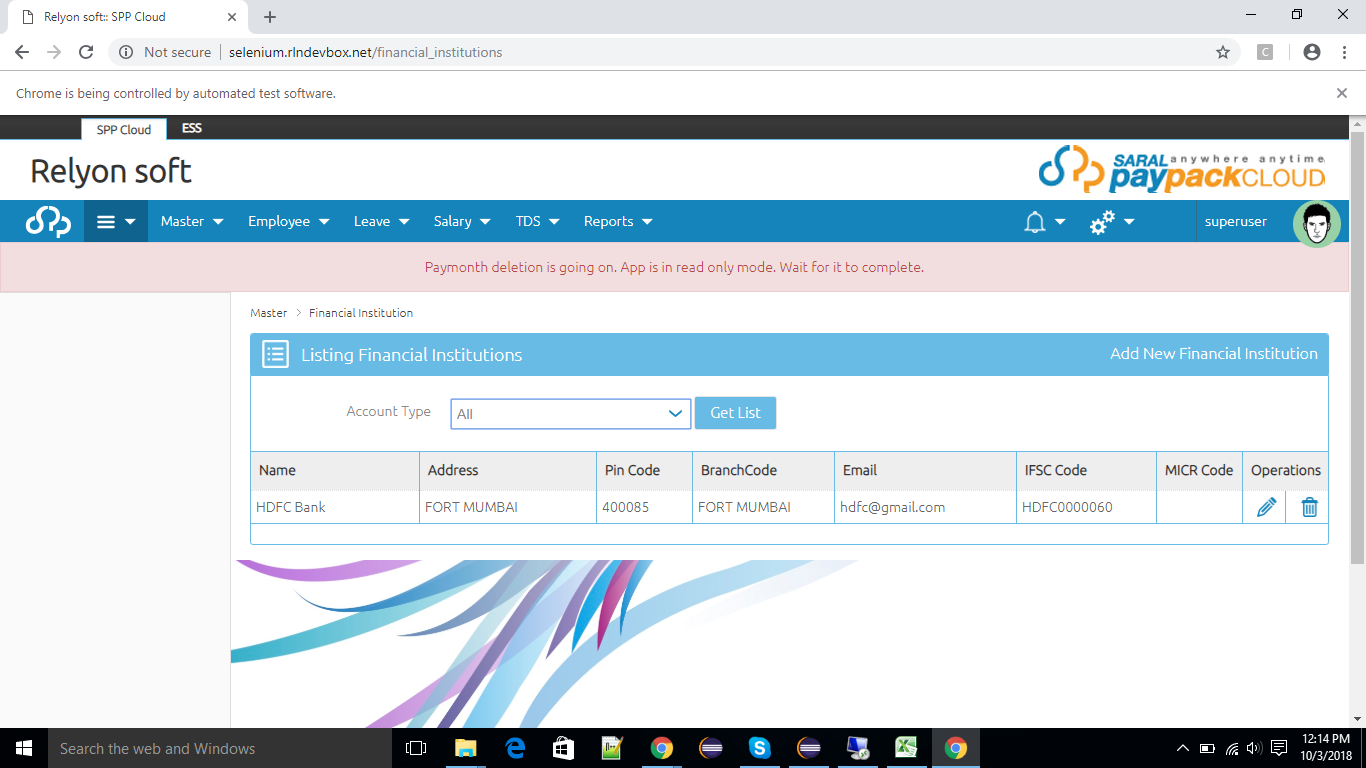 Relyon soft:: SPP Cloud
Not secure selenium.rlndevbox.net/financial_institutions
C
Chrome is being controlled by automated test software.
SPP Cloud ESS
Relyon soft
SARAL anywhere anytime
paypackCLOUD
Master Employee Leave Salary TDS Reports superuser
Paymonth deletion is going on. App is in read only mode. Wait for it to complete.
Master > Financial Institution
Listing Financial Institutions Add New Financial Institution
Account Type All Get List
Name Address Pin Code BranchCode Email IFSC Code MICR Code Operations
HDFC Bank FORT MUMBAI 400085 FORT MUMBAI hdfc@gmail.com HDFC0000060
Search the web and Windows
12:14 PM
10/3/2018